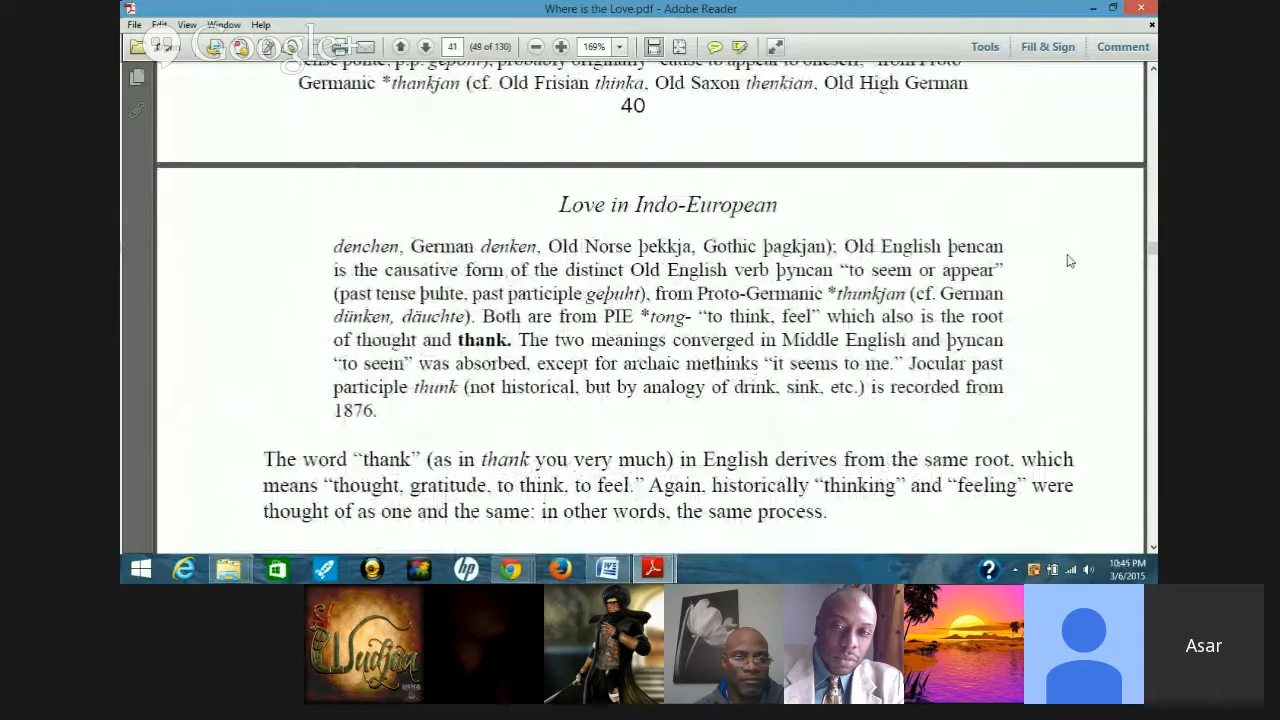 Where is the Love.pdf - Adobe Reader
File Edit View Window Help
Google+
41 (49 of 130) 169% Tools Fill & Sign Comment
Germanic *thankjan (cf. Old Frisian thinka, Old Saxon thenkian, Old High German
40
Love in Indo-European
denchen, German denken, Old Norse þekkja, Gothic þagkjan); Old English þencan
is the causative form of the distinct Old English verb þyncan “to seem or appear”
(past tense þuhte, past participle geþuht), from Proto-Germanic *thunkjan (cf. German
dünken, däuchte). Both are from PIE *tong- “to think, feel” which also is the root
of thought and thank. The two meanings converged in Middle English and þyncan
“to seem” was absorbed, except for archaic methinks “it seems to me.” Jocular past
participle thunk (not historical, but by analogy of drink, sink, etc.) is recorded from
1876.
The word “thank” (as in thank you very much) in English derives from the same root, which
means “thought, gratitude, to think, to feel.” Again, historically “thinking” and “feeling” were
thought of as one and the same: in other words, the same process.
10:45 PM
3/6/2015
Wudjau
Asar